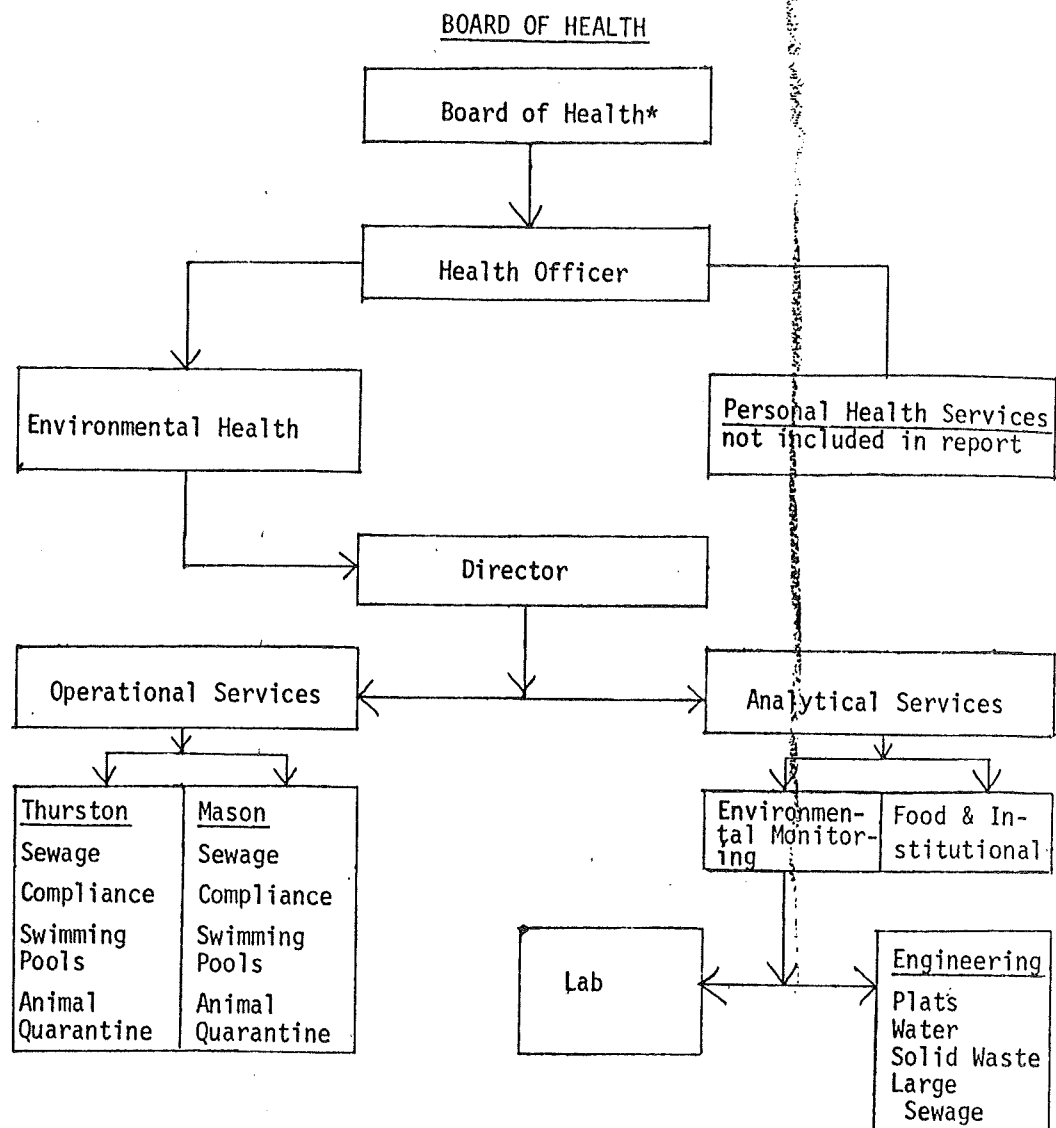 BOARD OF HEALTH
Board of Health*
Health Officer
Environmental Health
Personal Health Services
not included in report
Director
Operational Services
Analytical Services
Thurston
Sewage
Compliance
Swimming
Pools
Animal
Quarantine
Mason
Sewage
Compliance
Swimming
Pools
Animal
Quarantine
Environmen-
tal Monitor-
ing
Food & In-
stitutional
Lab
Engineering
Plats
Water
Solid Waste
Large
Sewage